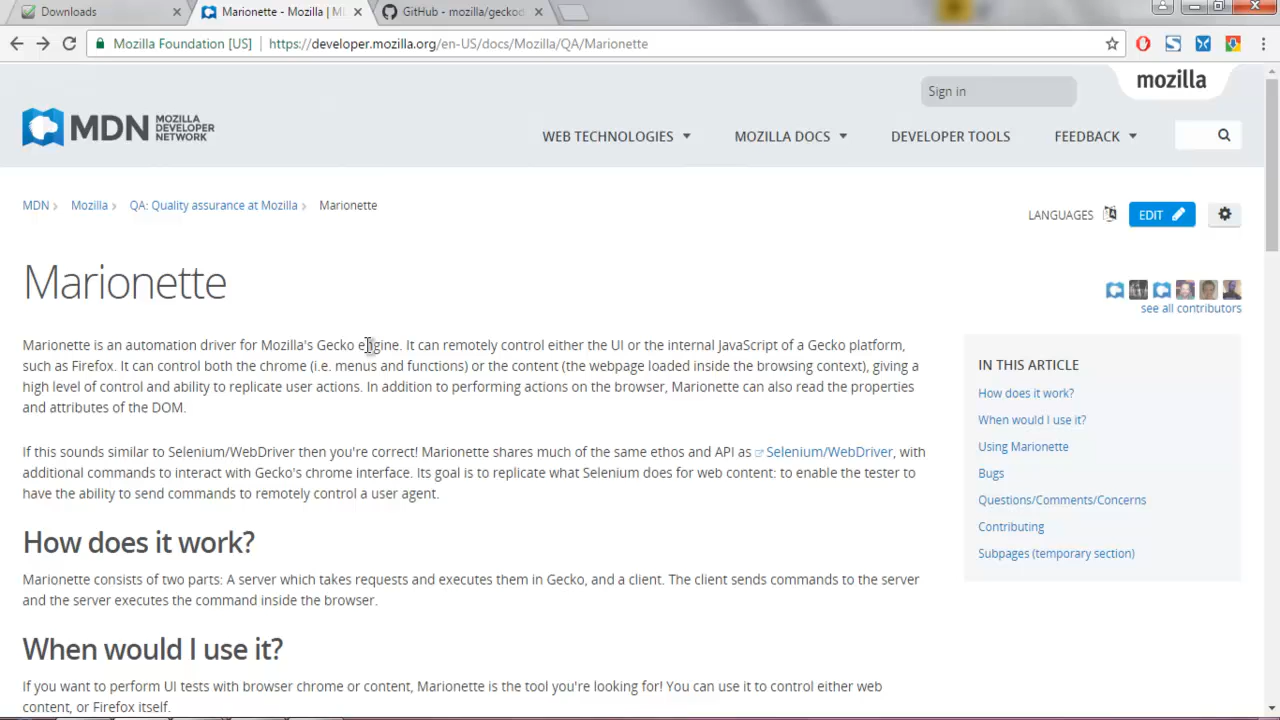 Downloads
Marionette - Mozilla | M
GitHub - mozilla/geckod
Mozilla Foundation [US]
https://developer.mozilla.org/en-US/docs/Mozilla/QA/Marionette
Sign in
mozilla
MDN MOZILLA DEVELOPER NETWORK
WEB TECHNOLOGIES
MOZILLA DOCS
DEVELOPER TOOLS
FEEDBACK
MDN
Mozilla
QA: Quality assurance at Mozilla
Marionette
LANGUAGES
EDIT
Marionette
see all contributors
Marionette is an automation driver for Mozilla's Gecko engine. It can remotely control either the UI or the internal JavaScript of a Gecko platform,
such as Firefox. It can control both the chrome (i.e. menus and functions) or the content (the webpage loaded inside the browsing context), giving a
high level of control and ability to replicate user actions. In addition to performing actions on the browser, Marionette can also read the properties
and attributes of the DOM.
If this sounds similar to Selenium/WebDriver then you're correct! Marionette shares much of the same ethos and API as Selenium/WebDriver, with
additional commands to interact with Gecko's chrome interface. Its goal is to replicate what Selenium does for web content: to enable the tester to
have the ability to send commands to remotely control a user agent.
How does it work?
Marionette consists of two parts: A server which takes requests and executes them in Gecko, and a client. The client sends commands to the server
and the server executes the command inside the browser.
When would I use it?
If you want to perform UI tests with browser chrome or content, Marionette is the tool you're looking for! You can use it to control either web
content, or Firefox itself.
IN THIS ARTICLE
How does it work?
When would I use it?
Using Marionette
Bugs
Questions/Comments/Concerns
Contributing
Subpages (temporary section)